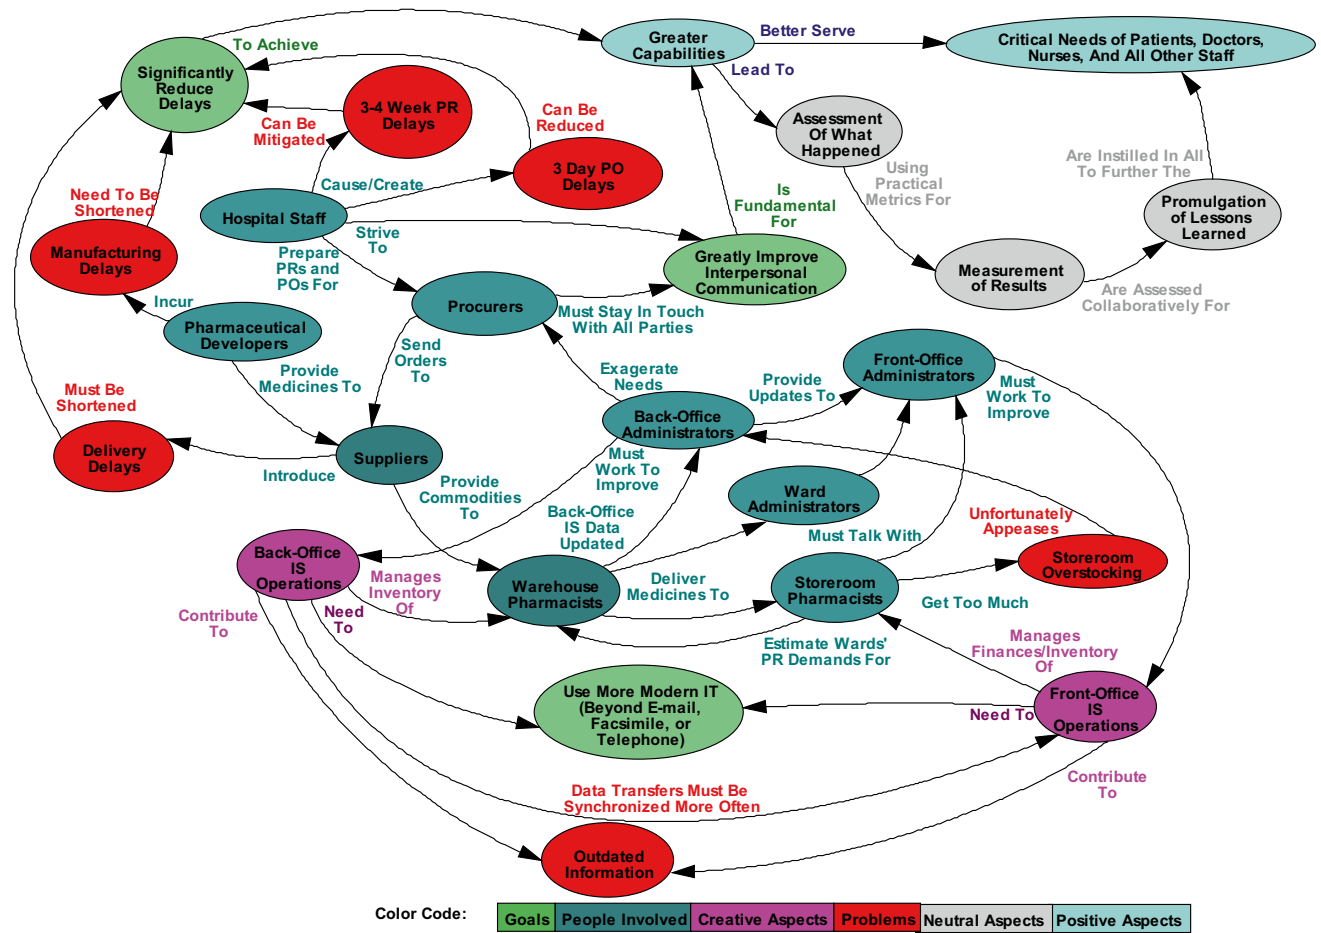 To Achieve
Significantly
Reduce
Delays
Greater
Capabilities
Better Serve
Critical Needs of Patients, Doctors,
Nurses, And All Other Staff
Lead To
3-4 Week PR
Delays
Can Be
Mitigated
Can Be
Reduced
Assessment
Of What
Happened
Are Instilled In All
To Further The
3 Day PO
Delays
Cause/Create
Using
Practical
Metrics For
Need To Be
Shortened
Is
Fundamental
For
Promulgation
of Lessons
Learned
Hospital Staff
Strive
To
Manufacturing
Delays
Prepare
PRs and
POs For
Greatly Improve
Interpersonal
Communication
Measurement
of Results
Are Assessed
Collaboratively For
Incur
Procurers
Must Stay In Touch
With All Parties
Pharmaceutical
Developers
Send
Orders
To
Provide
Medicines To
Exagerate
Needs
Provide
Updates To
Front-Office
Administrators
Must
Work To
Improve
Must Be
Shortened
Back-Office
Administrators
Delivery
Delays
Suppliers
Introduce
Must
Work To
Improve
Provide
Commodities
To
Ward
Administrators
Back-Office
IS Data
Updated
Must Talk With
Unfortunately
Appeases
Back-Office
IS
Operations
Manages
Inventory
Of
Warehouse
Pharmacists
Deliver
Medicines To
Storeroom
Pharmacists
Storeroom
Overstocking
Get Too Much
Contribute
To
Need
To
Estimate Wards'
PR Demands For
Manages
Finances/Inventory
Of
Use More Modern IT
(Beyond E-mail,
Facsimile, or
Telephone)
Need To
Front-Office
IS
Operations
Data Transfers Must Be
Synchronized More Often
Contribute
To
Outdated
Information
Color Code:
Goals
People Involved
Creative Aspects
Problems
Neutral Aspects
Positive Aspects